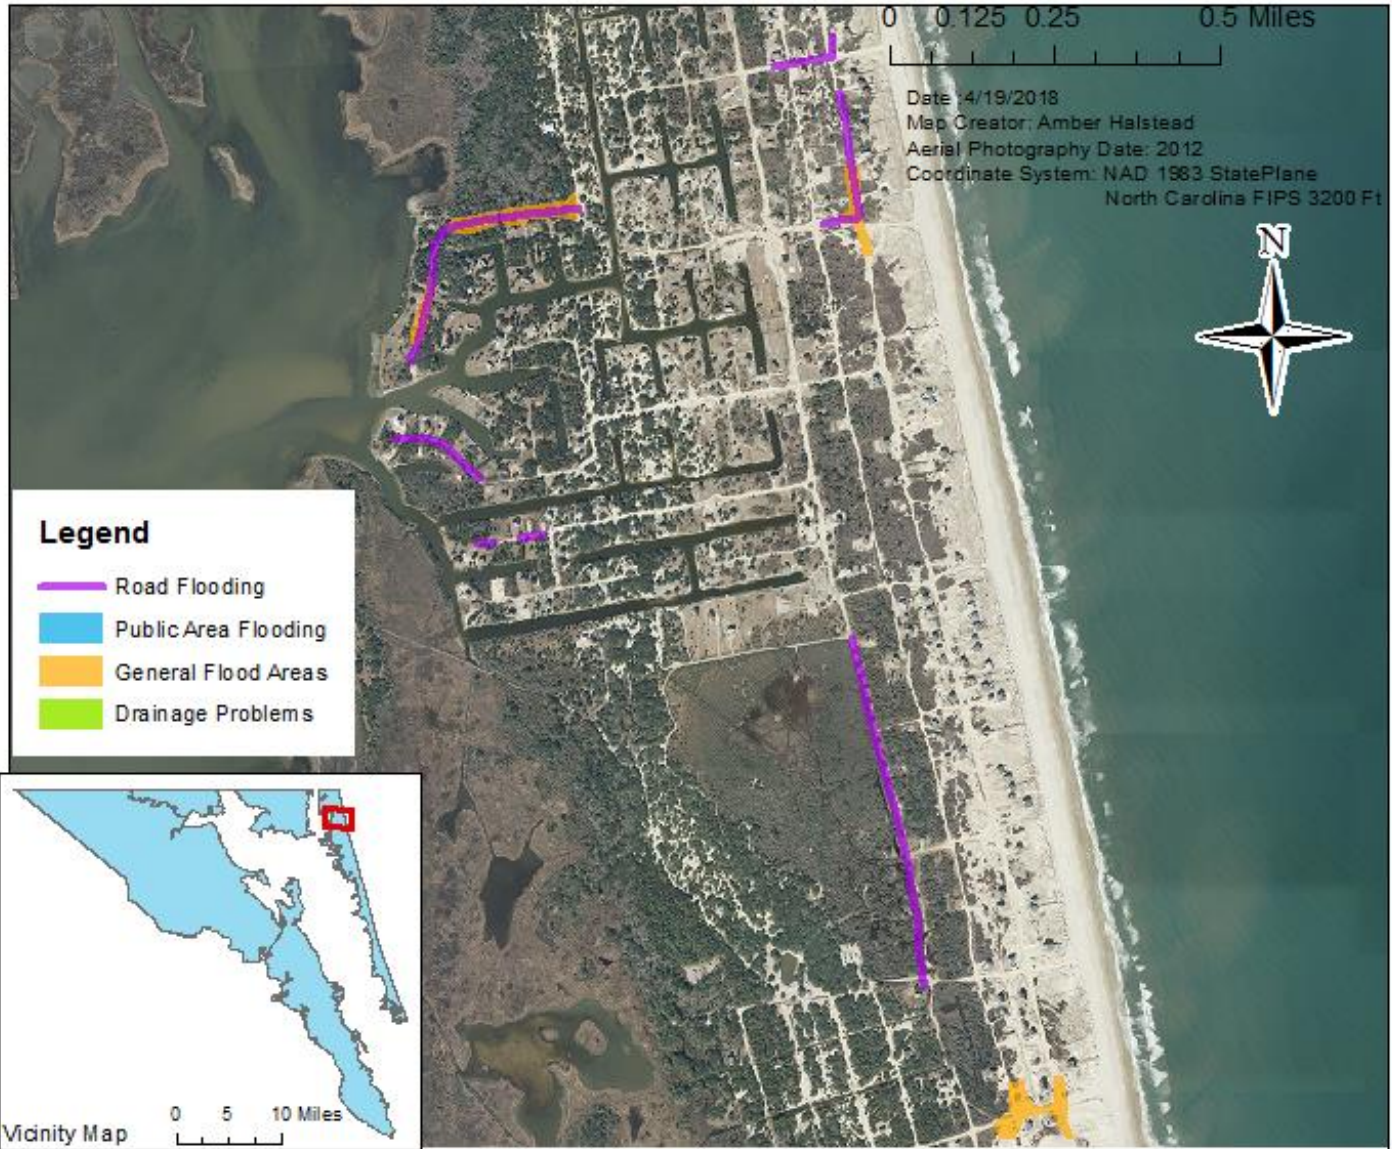 0 0.125 0.25 0.5 Miles
Date :4/19/2018
Map Creator: Amber Halstead
Aerial Photography Date: 2012
Coordinate System: NAD 1983 StatePlane
North Carolina FIPS 3200 Ft
N
Legend
Road Flooding
Public Area Flooding
General Flood Areas
Drainage Problems
0 5 10 Miles
Vicinity Map